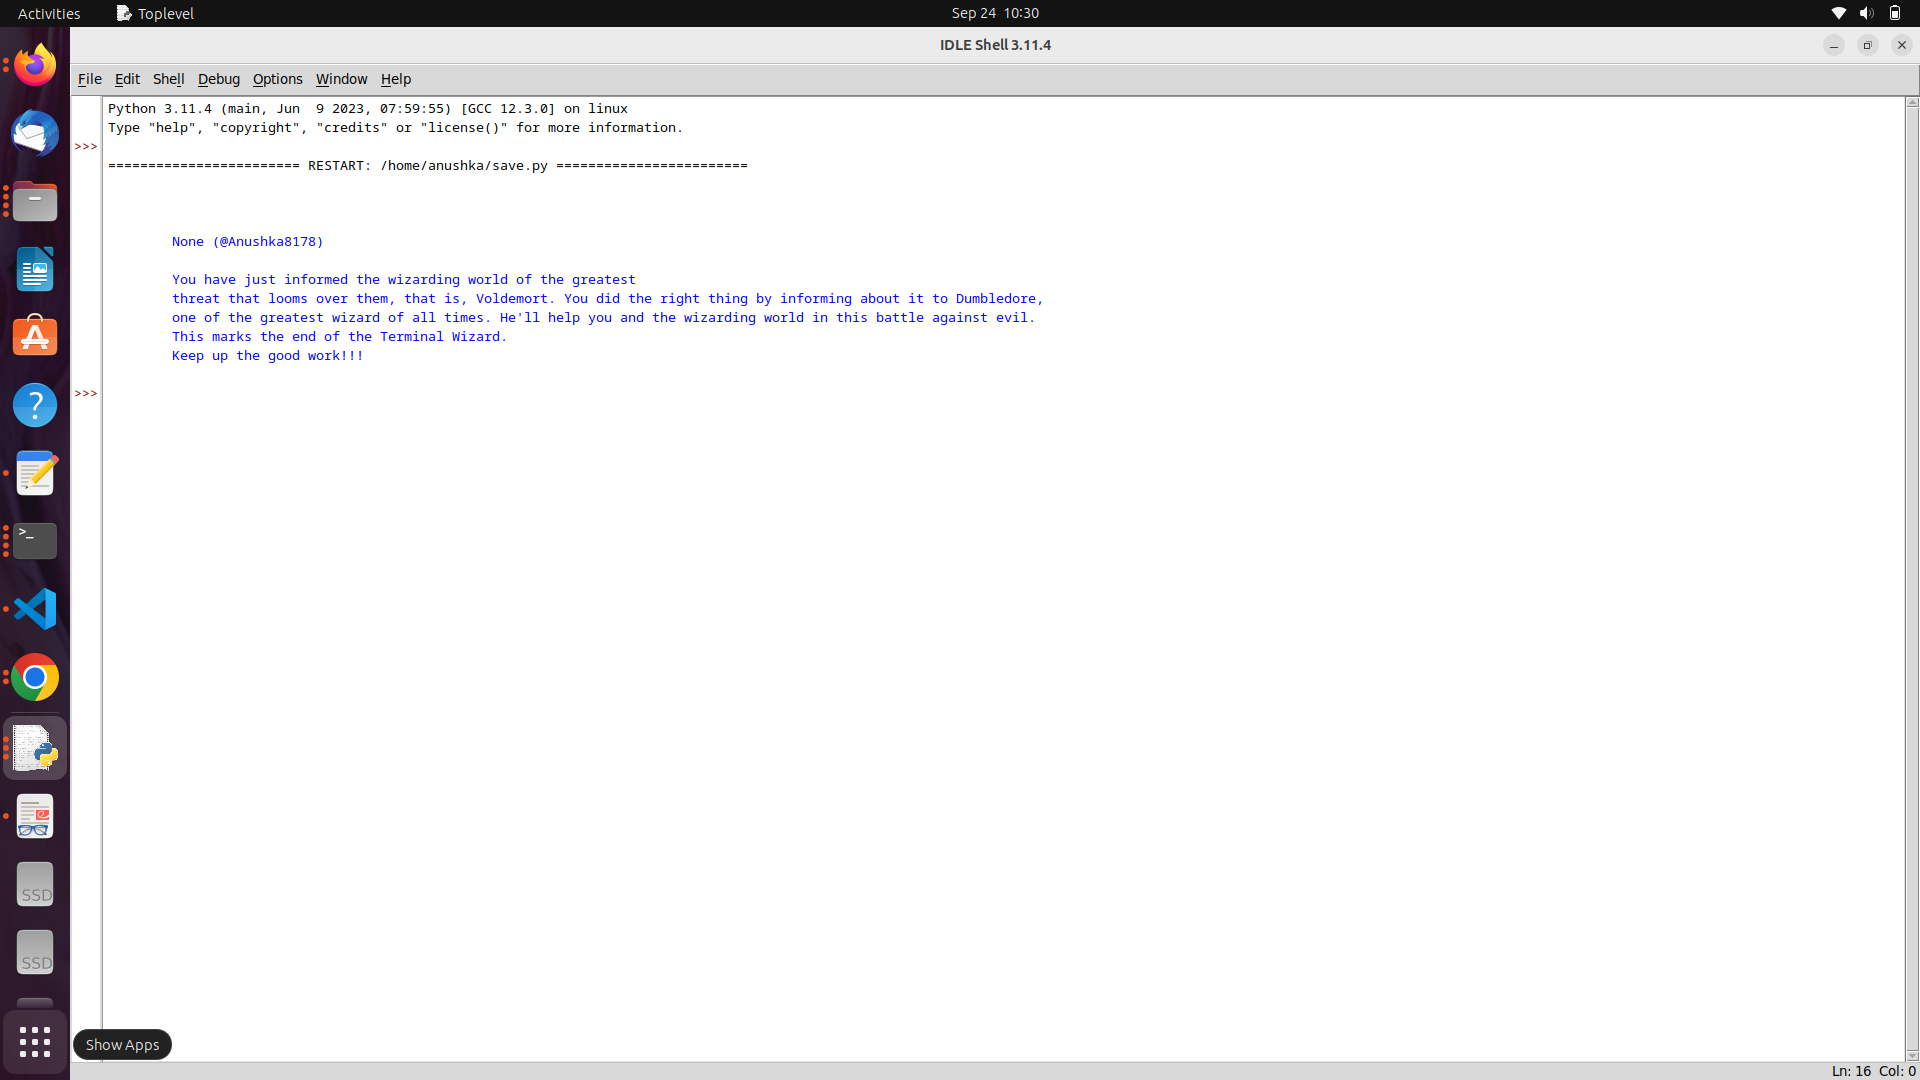 Activities Toplevel Sep 24 10:30
IDLE Shell 3.11.4
File Edit Shell Debug Options Window Help
Python 3.11.4 (main, Jun  9 2023, 07:59:55) [GCC 12.3.0] on linux
Type "help", "copyright", "credits" or "license()" for more information.
>>>
======================== RESTART: /home/anushka/save.py ========================
None (@Anushka8178)
You have just informed the wizarding world of the greatest
threat that looms over them, that is, Voldemort. You did the right thing by informing about it to Dumbledore,
one of the greatest wizard of all times. He'll help you and the wizarding world in this battle against evil.
This marks the end of the Terminal Wizard.
Keep up the good work!!!
>>>
SSD
SSD
Show Apps
Ln: 16 Col: 0